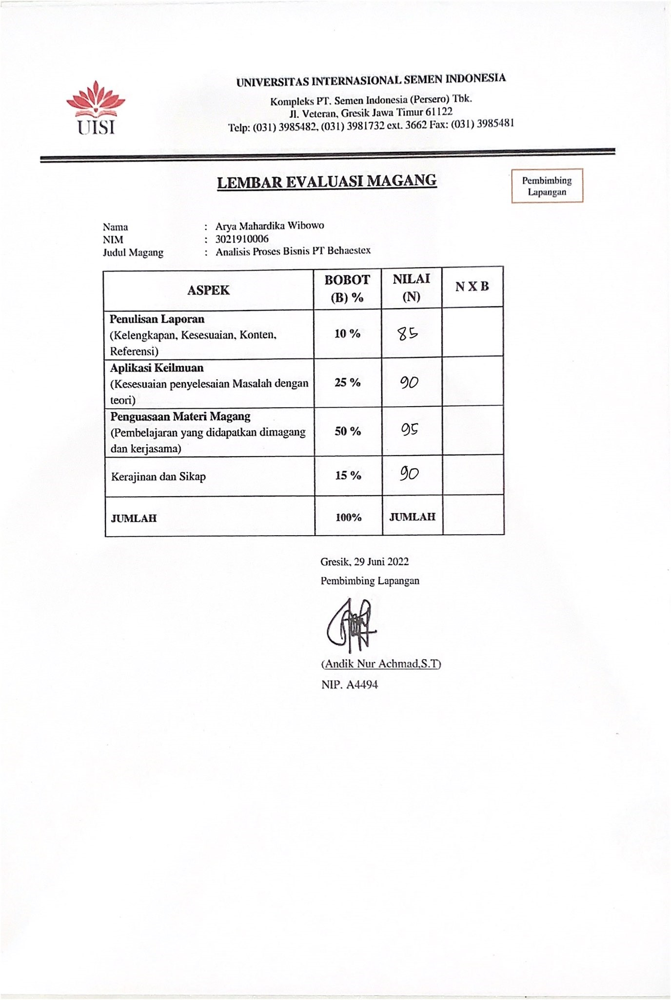 UISI
UNIVERSITAS INTERNASIONAL SEMEN INDONESIA
Kompleks PT. Semen Indonesia (Persero) Tbk.
Jl. Veteran, Gresik Jawa Timur 61122
Telp: (031) 3985482, (031) 3981732 ext. 3662 Fax: (031) 3985481
LEMBAR EVALUASI MAGANG
Pembimbing
Lapangan
Nama : Arya Mahardika Wibowo
NIM : 3021910006
Judul Magang : Analisis Proses Bisnis PT Behaestex
ASPEK BOBOT (B) % NILAI (N) N X B
Penulisan Laporan
(Kelengkapan, Kesesuaian, Konten, 10 % 85
Referensi)
Aplikasi Keilmuan
(Kesesuaian penyelesaian Masalah dengan 25 % 90
teori)
Penguasaan Materi Magang
(Pembelajaran yang didapatkan dimagang 50 % 95
dan kerjasama)
Kerajinan dan Sikap 15 % 90
JUMLAH 100% JUMLAH
Gresik, 29 Juni 2022
Pembimbing Lapangan
(Andik Nur Achmad,S.T)
NIP. A4494